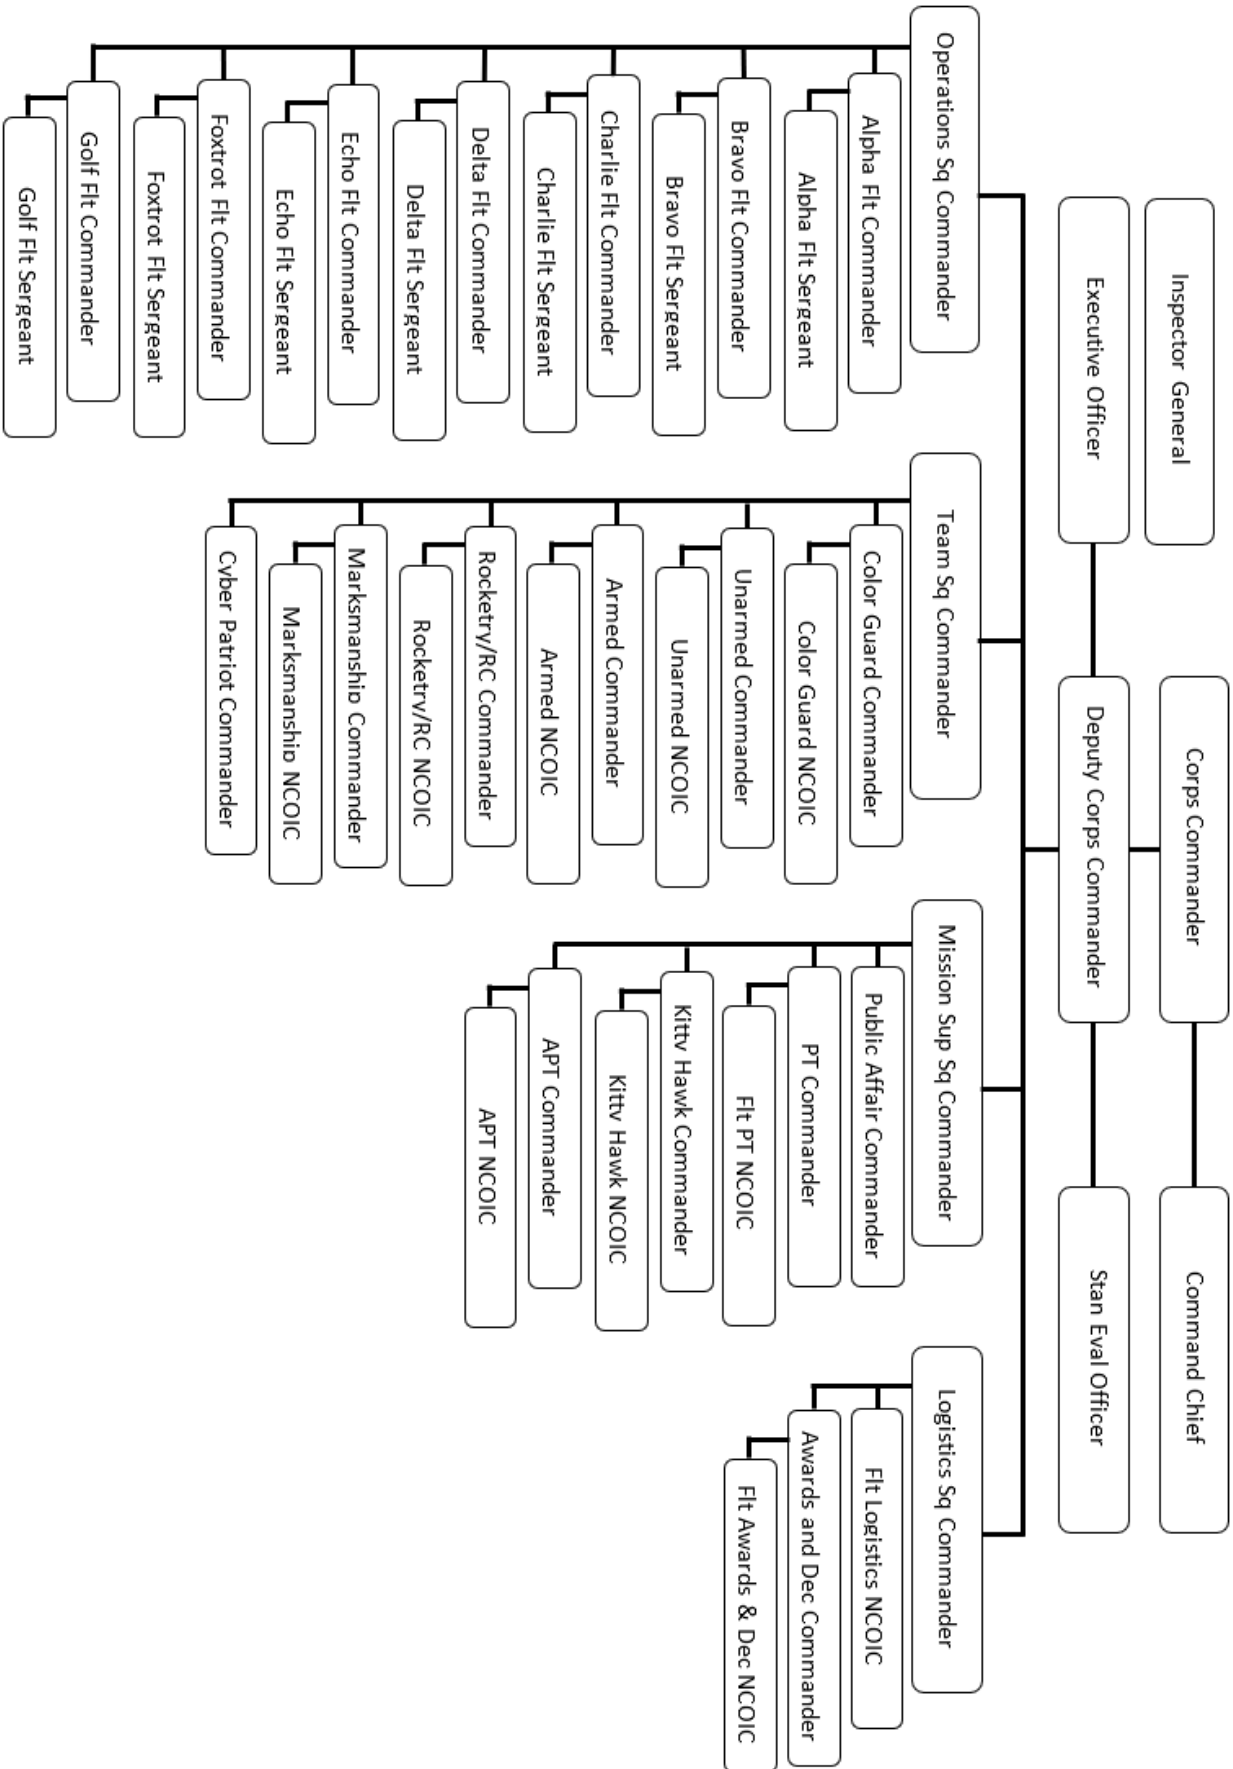 Inspector General
Corps Commander
Command Chief
Executive Officer
Deputy Corps Commander
Stan Eval Officer
Operations Sq Commander
Alpha Flt Commander
Alpha Flt Sergeant
Bravo Flt Commander
Bravo Flt Sergeant
Charlie Flt Commander
Charlie Flt Sergeant
Delta Flt Commander
Delta Flt Sergeant
Echo Flt Commander
Echo Flt Sergeant
Foxtrot Flt Commander
Foxtrot Flt Sergeant
Golf Flt Commander
Golf Flt Sergeant
Team Sq Commander
Color Guard Commander
Color Guard NCOIC
Unarmed Commander
Unarmed NCOIC
Armed Commander
Armed NCOIC
Rocketry/RC Commander
Rocketry/RC NCOIC
Marksmanship Commander
Marksmanship NCOIC
Cyber Patriot Commander
Mission Sup Sq Commander
Public Affair Commander
PT Commander
Flt PT NCOIC
Kitty Hawk Commander
Kitty Hawk NCOIC
APT Commander
APT NCOIC
Logistics Sq Commander
Flt Logistics NCOIC
Awards and Dec Commander
Flt Awards & Dec NCOIC